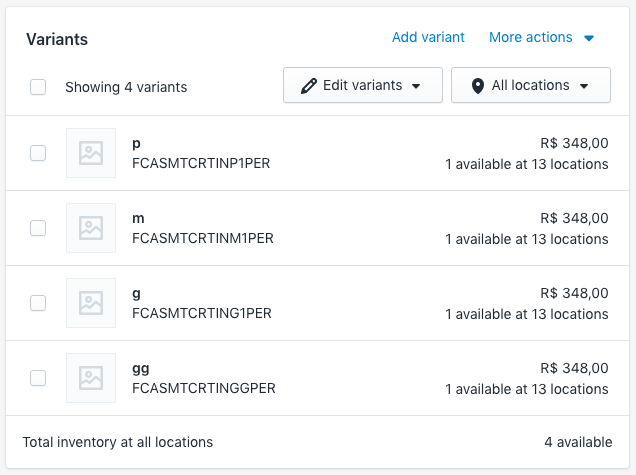 Variants
Add variant
More actions
Showing 4 variants
Edit variants
All locations
p
R$ 348,00
FCASMTCRTINP1PER
1 available at 13 locations
m
R$ 348,00
FCASMTCRTINM1PER
1 available at 13 locations
g
R$ 348,00
FCASMTCRTING1PER
1 available at 13 locations
gg
R$ 348,00
FCASMTCRTINGGPER
1 available at 13 locations
Total inventory at all locations
4 available